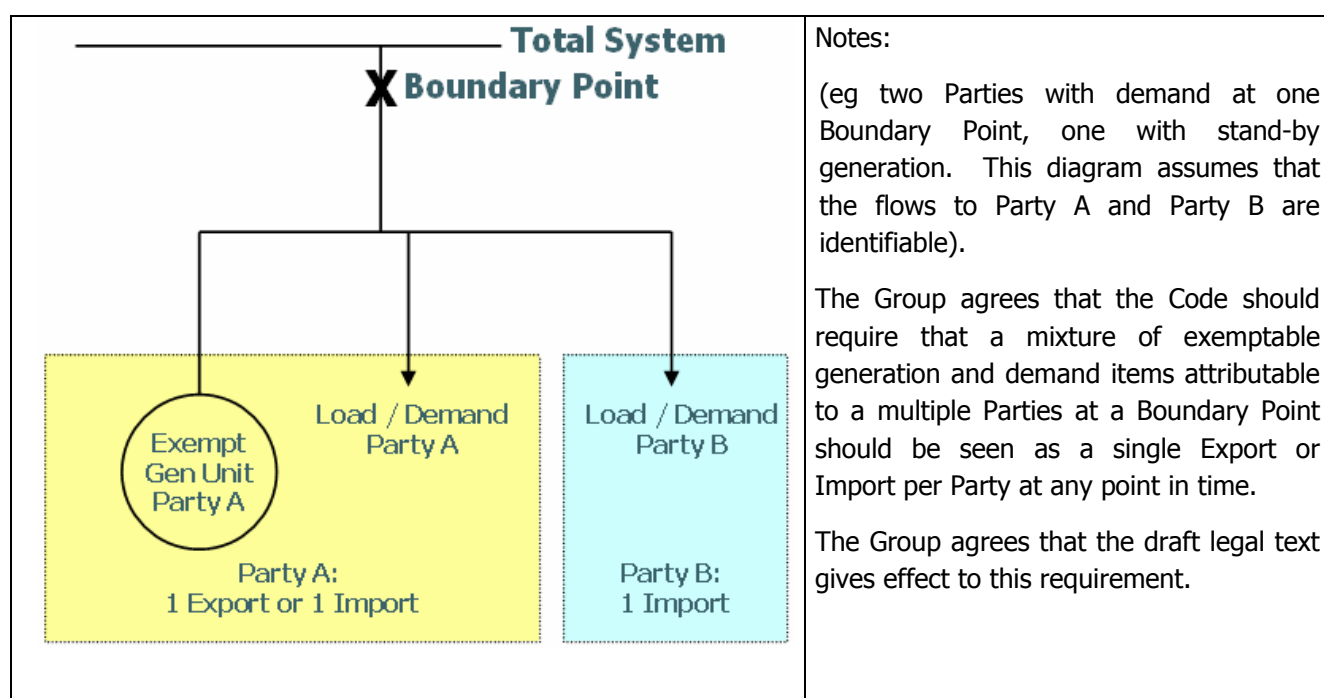 Total System
Boundary Point
Exempt
Gen Unit
Party A
Load / Demand
Party A
Load / Demand
Party B
Party A:
1 Export or 1 Import
Party B:
1 Import
Notes:
(eg two Parties with demand at one
Boundary Point, one with stand-by
generation. This diagram assumes that
the flows to Party A and Party B are
identifiable).
The Group agrees that the Code should
require that a mixture of exemptable
generation and demand items attributable
to a multiple Parties at a Boundary Point
should be seen as a single Export or
Import per Party at any point in time.
The Group agrees that the draft legal text
gives effect to this requirement.